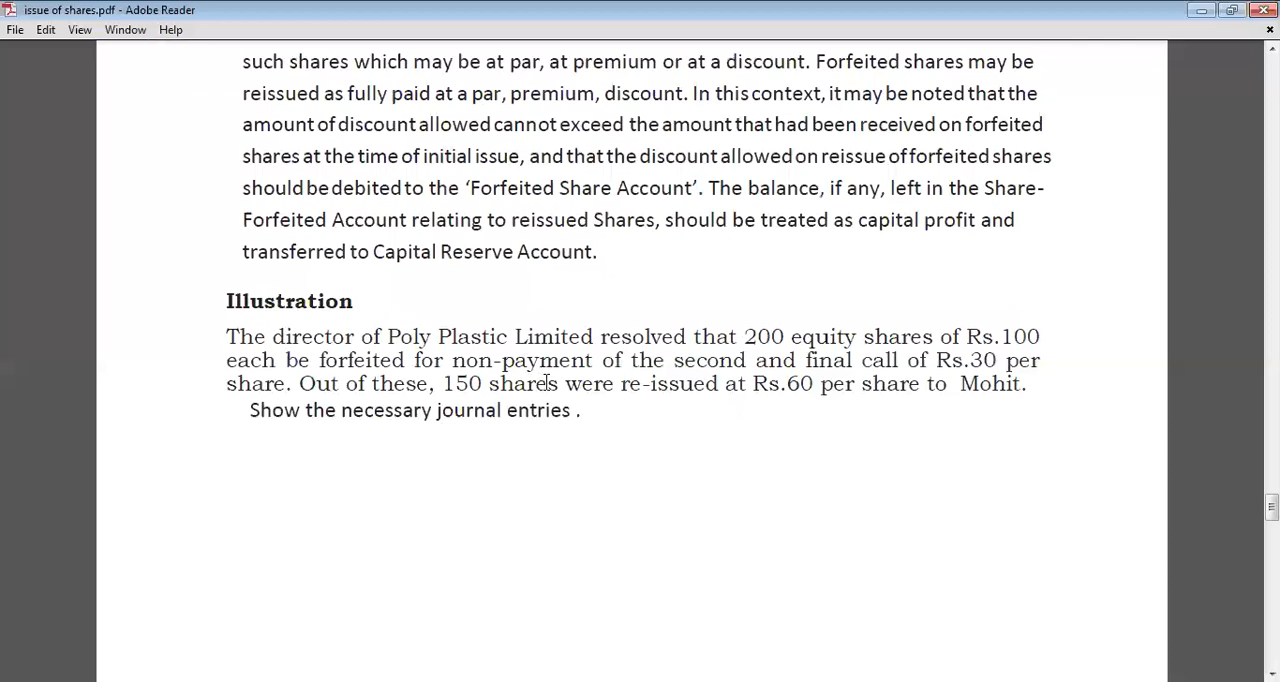 issue of shares.pdf - Adobe Reader
File Edit View Window Help
such shares which may be at par, at premium or at a discount. Forfeited shares may be
reissued as fully paid at a par, premium, discount. In this context, it may be noted that the
amount of discount allowed cannot exceed the amount that had been received on forfeited
shares at the time of initial issue, and that the discount allowed on reissue of forfeited shares
should be debited to the ‘Forfeited Share Account’. The balance, if any, left in the Share-
Forfeited Account relating to reissued Shares, should be treated as capital profit and
transferred to Capital Reserve Account.
Illustration
The director of Poly Plastic Limited resolved that 200 equity shares of Rs.100
each be forfeited for non-payment of the second and final call of Rs.30 per
share. Out of these, 150 shares were re-issued at Rs.60 per share to Mohit.
Show the necessary journal entries .